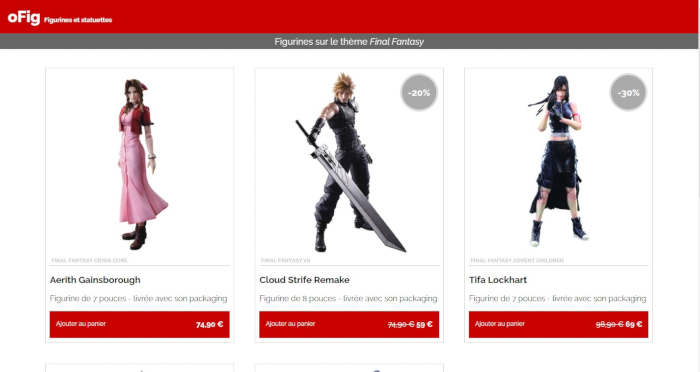 oFig Figurines et statuettes
Figurines sur le thème Final Fantasy
-20%
-30%
FINAL FANTASY CRISIS CORE
FINAL FANTASY VII
FINAL FANTASY ADVENT CHILDREN
Aerith Gainsborough
Cloud Strife Remake
Tifa Lockhart
Figurine de 7 pouces - livrée avec son packaging
Figurine de 8 pouces - livrée avec son packaging
Figurine de 7 pouces - livrée avec son packaging
Ajouter au panier 74,90 €
Ajouter au panier 74,90 € 59 €
Ajouter au panier 98,90 € 69 €